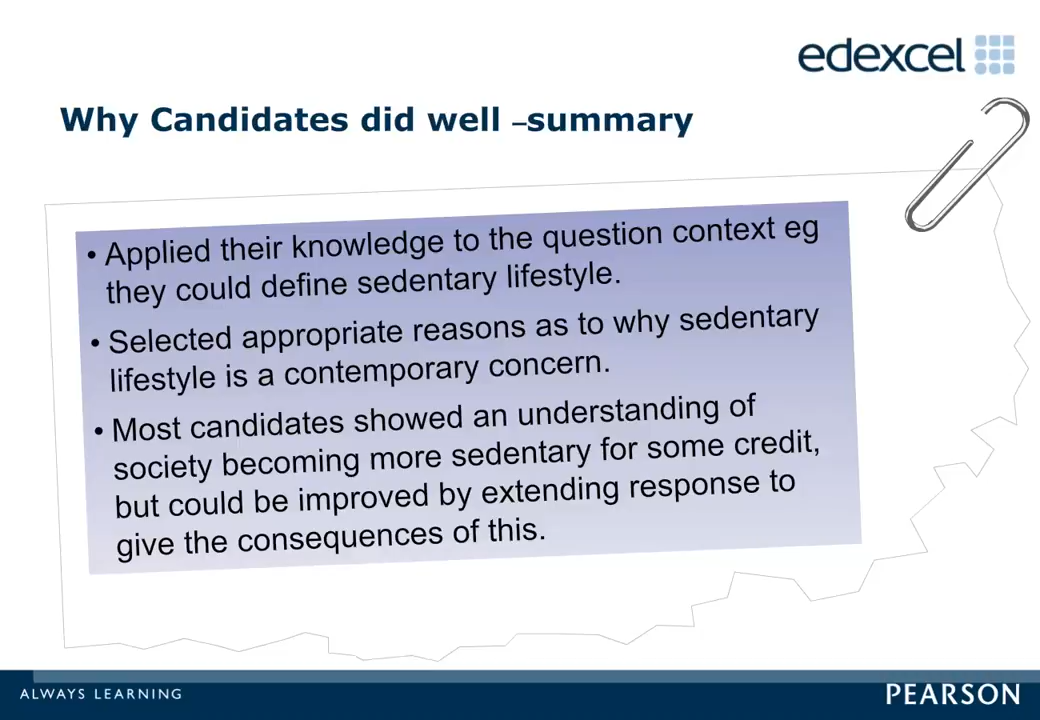 edexcel
Why Candidates did well –summary
• Applied their knowledge to the question context eg
they could define sedentary lifestyle.
• Selected appropriate reasons as to why sedentary
lifestyle is a contemporary concern.
• Most candidates showed an understanding of
society becoming more sedentary for some credit,
but could be improved by extending response to
give the consequences of this.
ALWAYS LEARNING
PEARSON